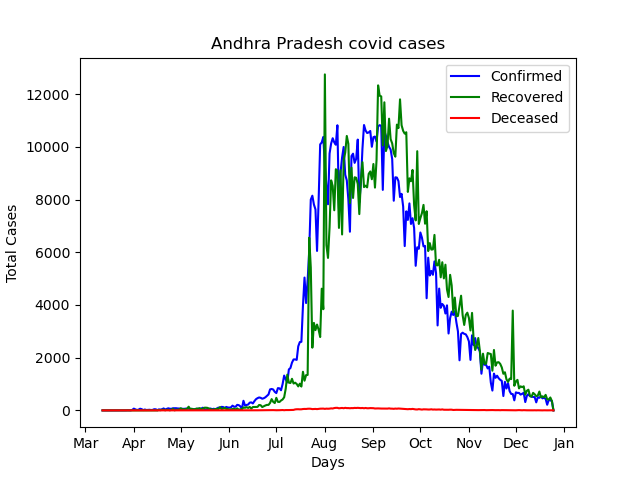 Andhra Pradesh covid cases
Confirmed
Recovered
Deceased
Total Cases
12000
10000
8000
6000
4000
2000
0
Mar Apr May Jun Jul Aug Sep Oct Nov Dec Jan
Days